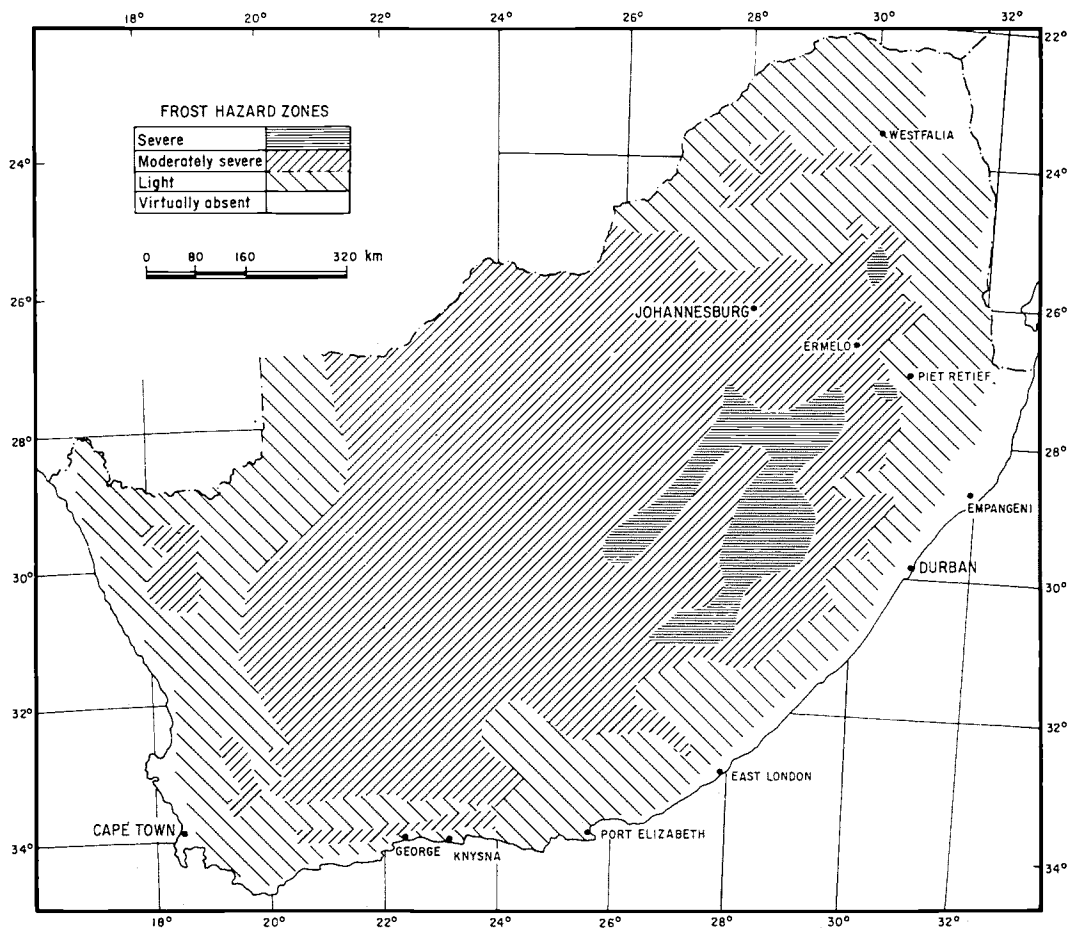 18° 20° 22° 24° 26° 28° 30° 32°
22°
FROST HAZARD ZONES
Severe
Moderately severe
Light
Virtually absent
WESTFALIA
24°
24°
0 80 160 320 km
JOHANNESBURG
26°
26°
ERMELO
PIET RETIEF
28°
28°
EMPANGENI
DURBAN
30°
30°
32°
32°
EAST LONDON
CAPE TOWN
PORT ELIZABETH
GEORGE
KNYSNA
34°
34°
18° 20° 22° 24° 26° 28° 30° 32°